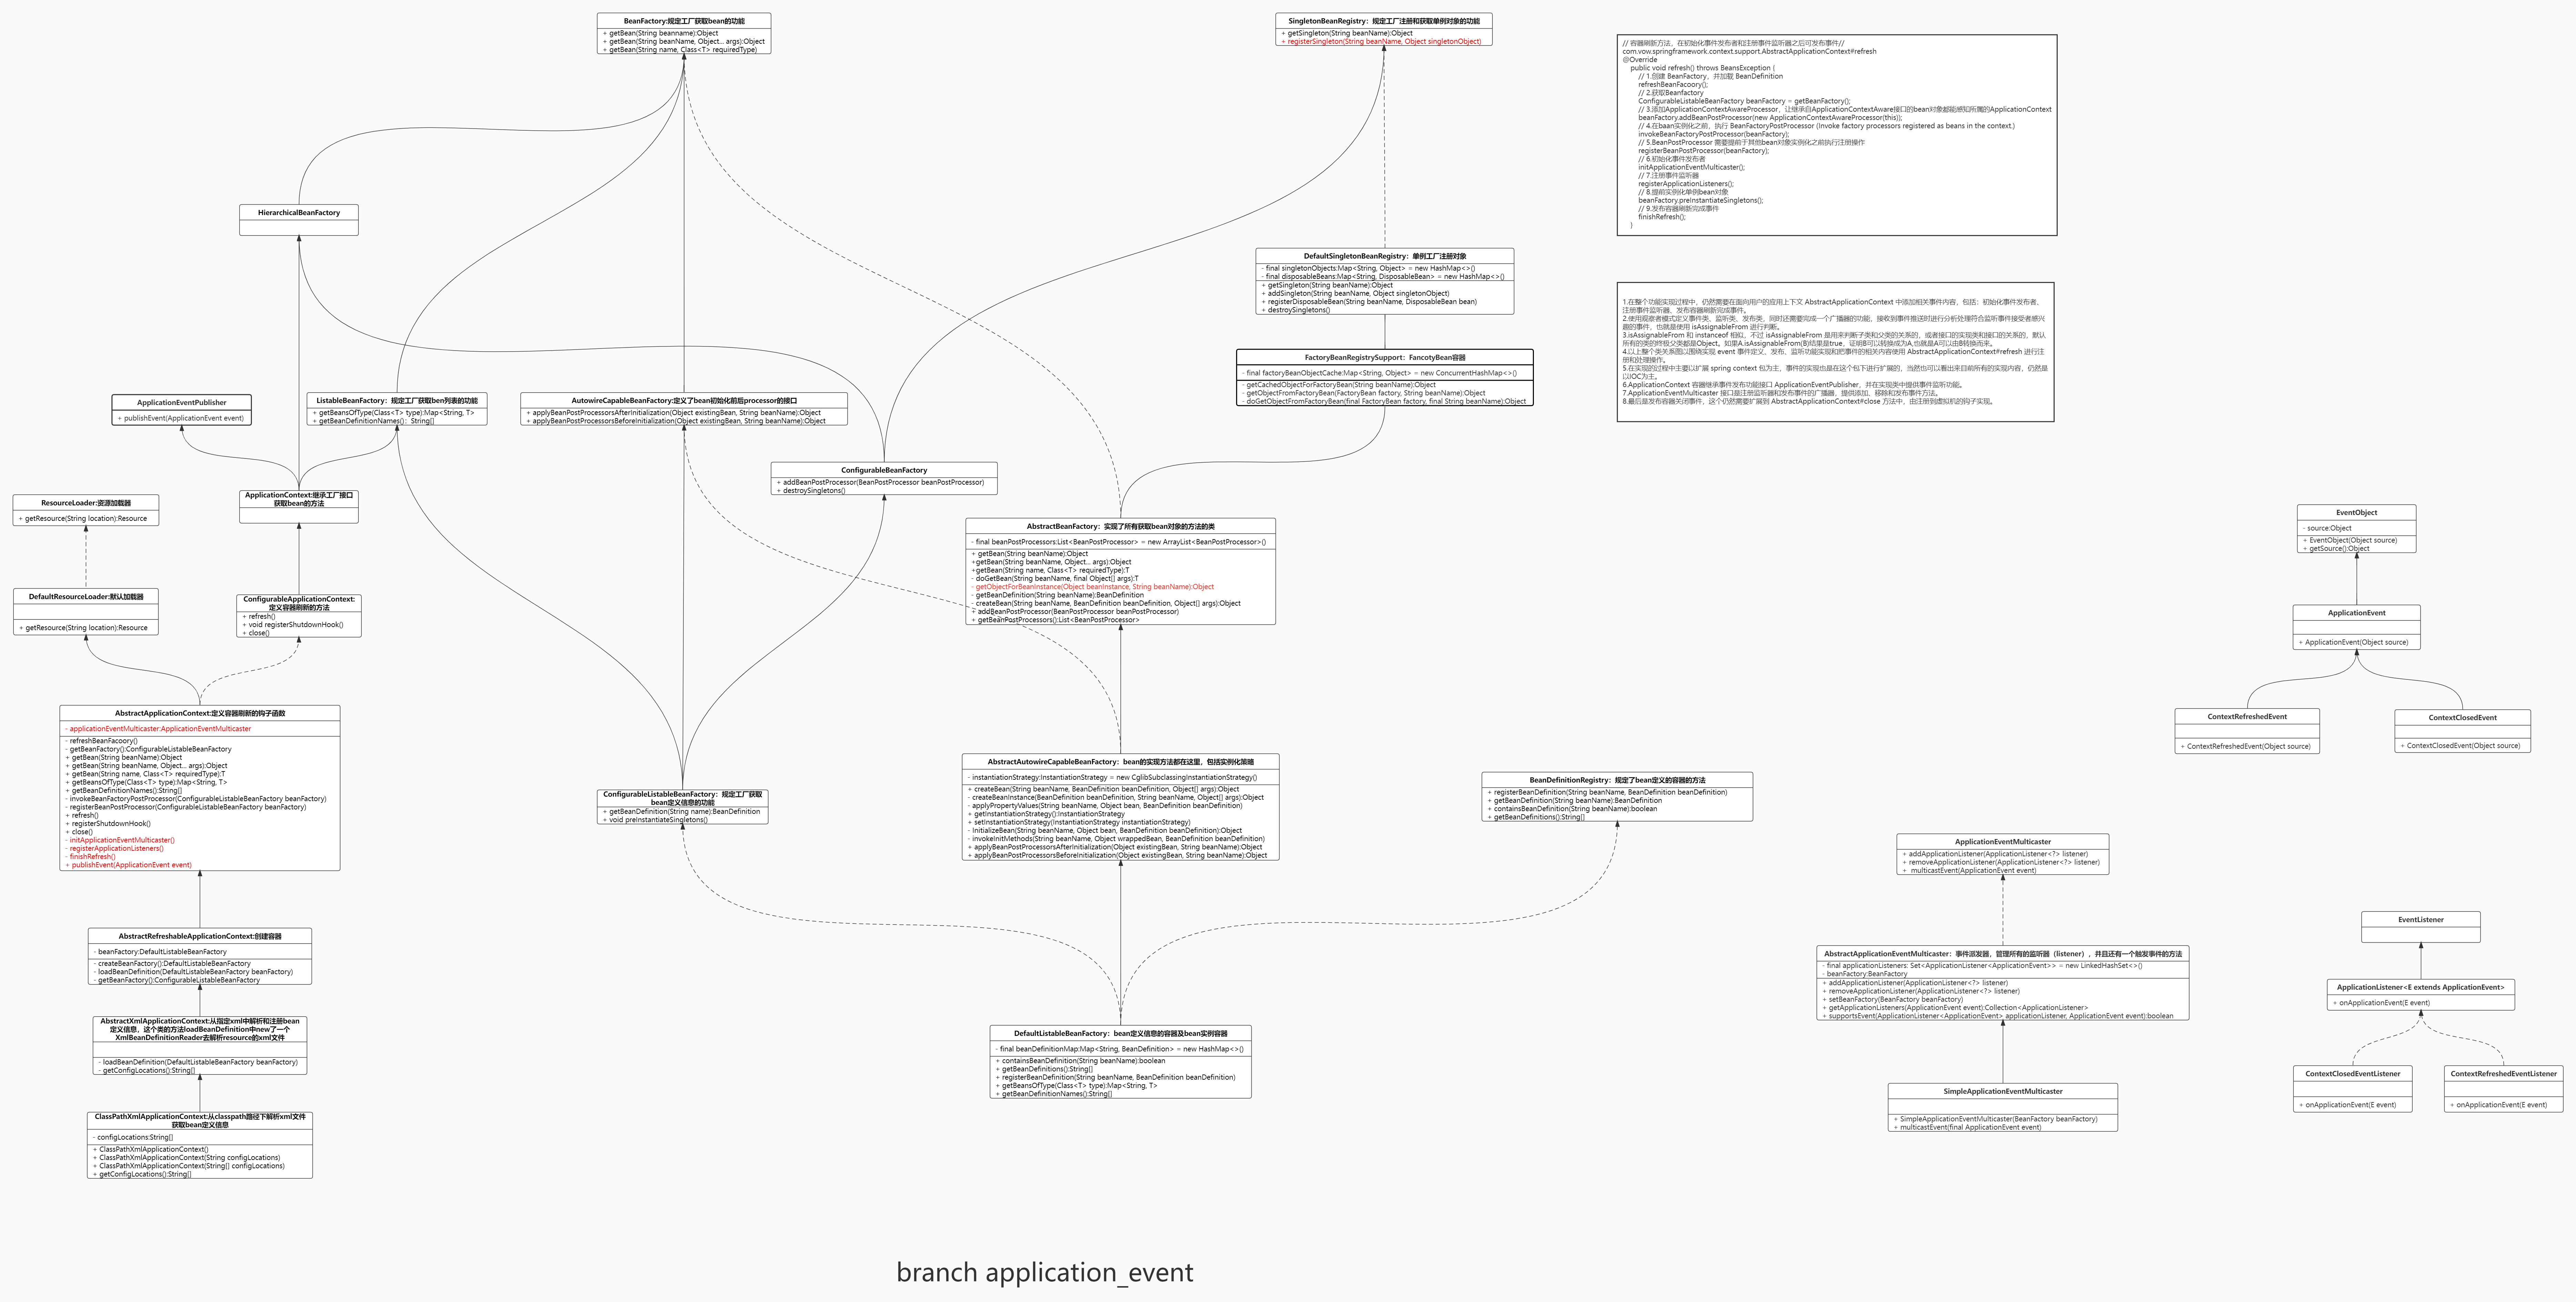 BeanFactory:规定工厂获取bean的功能
+ getBean(String beanname):Object
+ getBean(String beanName, Object... args):Object
+ getBean(String name, Class<T> requiredType)
SingletonBeanRegistry：规定工厂注册和获取单例对象的功能
+ getSingleton(String beanName):Object
+ registerSingleton(String beanName, Object singletonObject)
// 容器刷新方法，在初始化事件发布者和注册事件监听器之后可发布事件//
com.vow.springframework.context.support.AbstractApplicationContext#refresh
@Override
public void refresh() throws BeansException {
// 1.创建 BeanFactory，并加载 BeanDefinition
refreshBeanFacoory();
// 2.获取Beanfactory
ConfigurableListableBeanFactory beanFactory = getBeanFactory();
// 3.添加ApplicationContextAwareProcessor，让继承自ApplicationContextAware接口的bean对象都能感知所属的ApplicationContext
beanFactory.addBeanPostProcessor(new ApplicationContextAwareProcessor(this));
// 4.在baan实例化之前，执行 BeanFactoryPostProcessor (Invoke factory processors registered as beans in the context.)
invokeBeanFactoryPostProcessor(beanFactory);
// 5.BeanPostProcessor 需要提前于其他bean对象实例化之前执行注册操作
registerBeanPostProcessor(beanFactory);
// 6.初始化事件发布者
initApplicationEventMulticaster();
// 7.注册事件监听器
registerApplicationListeners();
// 8.提前实例化单例bean对象
beanFactory.preInstantiateSingletons();
// 9.发布容器刷新完成事件
finishRefresh();
}
HierarchicalBeanFactory
DefaultSingletonBeanRegistry：单例工厂注册对象
- final singletonObjects:Map<String, Object> = new HashMap<>()
- final disposableBeans:Map<String, DisposableBean> = new HashMap<>()
+ getSingleton(String beanName):Object
+ addSingleton(String beanName, Object singletonObject)
+ registerDisposableBean(String beanName, DisposableBean bean)
+ destroySingletons()
1.在整个功能实现过程中，仍然需要在面向用户的应用上下文 AbstractApplicationContext 中添加相关事件内容，包括：初始化事件发布者、
注册事件监听器、发布容器刷新完成事件。
2.使用观察者模式定义事件类、监听类、发布类，同时还需要完成一个广播器的功能，接收到事件推送时进行分析处理符合监听事件接受者感兴
趣的事件，也就是使用 isAssignableFrom 进行判断。
3.isAssignableFrom 和 instanceof 相似，不过 isAssignableFrom 是用来判断子类和父类的关系的，或者接口的实现类和接口的关系的，默认
所有的类的终极父类都是Object。如果A.isAssignableFrom(B)结果是true，证明B可以转换成为A,也就是A可以由B转换而来。
4.以上整个类关系图以围绕实现 event 事件定义，发布、监听功能实现和把事件的相关内容使用 AbstractApplicationContext#refresh 进行注
册和处理操作。
5.在实现的过程中主要以扩展 spring context 包为主，事件的实现也是在这个包下进行扩展的，当然也可以看出来目前所有的实现内容，仍然是
以IOC为主。
6.ApplicationContext 容器继承事件发布功能接口 ApplicationEventPublisher，并在实现类中提供事件监听功能。
7.ApplicationEventMulticaster 接口是注册监听器和发布事件的广播器，提供添加、移除和发布事件方法。
8.最后是发布容器关闭事件，这个仍然需要扩展到 AbstractApplicationContext#close 方法中，由注册到虚拟机的钩子实现。
FactoryBeanRegistrySupport：FancotyBean容器
- final factoryBeanObjectCache:Map<String, Object> = new ConcurrentHashMap<>()
- getCachedObjectForFactoryBean(String beanName):Object
- getObjectFromFactoryBean(FactoryBean factory, String beanName):Object
- doGetObjectFromFactoryBean(final FactoryBean factory, final String beanName):Object
ApplicationEventPublisher
+ publishEvent(ApplicationEvent event)
ListableBeanFactory：规定工厂获取ben列表的功能
+ getBeansOfType(Class<T> type):Map<String, T>
+ getBeanDefinitionNames()：String[]
AutowireCapableBeanFactory:定义了bean初始化前后processor的接口
+ applyBeanPostProcessorsAfterInitialization(Object existingBean, String beanName):Object
+ applyBeanPostProcessorsBeforeInitialization(Object existingBean, String beanName):Object
ConfigurableBeanFactory
+ addBeanPostProcessor(BeanPostProcessor beanPostProcessor)
+ destroySingletons()
ResourceLoader:资源加载器
+ getResource(String location):Resource
ApplicationContext:继承工厂接口
获取bean的方法
AbstractBeanFactory：实现了所有获取bean对象的方法的类
- final beanPostProcessors:List<BeanPostProcessor> = new ArrayList<BeanPostProcessor>()
+ getBean(String beanName):Object
+getBean(String beanName, Object... args):Object
+getBean(String name, Class<T> requiredType):T
- doGetBean(String beanName, final Object[] args):T
- getObjectForBeanInstance(Object beanInstance, String beanName):Object
- getBeanDefinition(String beanName):BeanDefinition
- createBean(String beanName, BeanDefinition beanDefinition, Object[] args):Object
+ addBeanPostProcessor(BeanPostProcessor beanPostProcessor)
+ getBeanPostProcessors():List<BeanPostProcessor>
EventObject
- source:Object
+ EventObject(Object source)
+ getSource():Object
DefaultResourceLoader:默认加载器
+ getResource(String location):Resource
ConfigurableApplicationContext:
定义容器刷新的方法
+ refresh()
+ void registerShutdownHook()
+ close()
ApplicationEvent
+ ApplicationEvent(Object source)
AbstractApplicationContext:定义容器刷新的钩子函数
- applicationEventMulticaster:ApplicationEventMulticaster
- refreshBeanFacoory()
- getBeanFactory():ConfigurableListableBeanFactory
+ getBean(String beanName):Object
+ getBean(String beanName, Object... args):Object
+ getBean(String name, Class<T> requiredType):T
+ getBeansOfType(Class<T> type):Map<String, T>
+ getBeanDefinitionNames():String[]
- invokeBeanFactoryPostProcessor(ConfigurableListableBeanFactory beanFactory)
- registerBeanPostProcessor(ConfigurableListableBeanFactory beanFactory)
+ refresh()
+ registerShutdownHook()
+ close()
- initApplicationEventMulticaster()
- registerApplicationListeners()
- finishRefresh()
+ publishEvent(ApplicationEvent event)
ContextRefreshedEvent
+ ContextRefreshedEvent(Object source)
ContextClosedEvent
+ ContextClosedEvent(Object source)
ConfigurableListableBeanFactory：规定工厂获取
bean定义信息的功能
+ getBeanDefinition(String name):BeanDefinition
+ void preInstantiateSingletons()
AbstractAutowireCapableBeanFactory：bean的实现方法都在这里，包括实例化策略
- instantiationStrategy:InstantiationStrategy = new CglibSubclassingInstantiationStrategy()
+ createBean(String beanName, BeanDefinition beanDefinition, Object[] args):Object
- createBeanInstance(BeanDefinition beanDefinition, String beanName, Object[] args):Object
- applyPropertyValues(String beanName, Object bean, BeanDefinition beanDefinition)
+ getInstantiationStrategy():InstantiationStrategy
+ setInstantiationStrategy(InstantiationStrategy instantiationStrategy)
- InitializeBean(String beanName, Object bean, BeanDefinition beanDefinition):Object
- invokeInitMethods(String beanName, Object wrappedBean, BeanDefinition beanDefinition)
+ applyBeanPostProcessorsAfterInitialization(Object existingBean, String beanName):Object
+ applyBeanPostProcessorsBeforeInitialization(Object existingBean, String beanName):Object
BeanDefinitionRegistry：规定了bean定义的容器的方法
+ registerBeanDefinition(String beanName, BeanDefinition beanDefinition)
+ getBeanDefinition(String beanName):BeanDefinition
+ containsBeanDefinition(String beanName):boolean
+ getBeanDefinitions():String[]
ApplicationEventMulticaster
+ addApplicationListener(ApplicationListener<?> listener)
+ removeApplicationListener(ApplicationListener<?> listener)
+ multicastEvent(ApplicationEvent event)
EventListener
AbstractRefreshableApplicationContext:创建容器
- beanFactory:DefaultListableBeanFactory
- createBeanFactory():DefaultListableBeanFactory
- loadBeanDefinition(DefaultListableBeanFactory beanFactory)
- getBeanFactory():ConfigurableListableBeanFactory
AbstractApplicationEventMulticaster：事件派发器，管理所有的监听器（listener），并且还有一个触发事件的方法
- final applicationListeners: Set<ApplicationListener<ApplicationEvent>> = new LinkedHashSet<>()
- beanFactory:BeanFactory
+ addApplicationListener(ApplicationListener<?> listener)
+ removeApplicationListener(ApplicationListener<?> listener)
+ setBeanFactory(BeanFactory beanFactory)
+ getApplicationListeners(ApplicationEvent event):Collection<ApplicationListener>
+ supportsEvent(ApplicationListener<ApplicationEvent> applicationListener, ApplicationEvent event):boolean
ApplicationListener<E extends ApplicationEvent>
+ onApplicationEvent(E event)
AbstractXmlApplicationContext:从指定xml中解析和注册bean
定义信息，这个类的方法loadBeanDefinition中new了一个
XmlBeanDefinitionReader去解析resource的xml文件
- loadBeanDefinition(DefaultListableBeanFactory beanFactory)
- getConfigLocations():String[]
DefaultListableBeanFactory：bean定义信息的容器及bean实例容器
- final beanDefinitionMap:Map<String, BeanDefinition> = new HashMap<>()
+ containsBeanDefinition(String beanName):boolean
+ getBeanDefinitions():String[]
+ registerBeanDefinition(String beanName, BeanDefinition beanDefinition)
+ getBeansOfType(Class<T> type):Map<String, T>
+ getBeanDefinitionNames():String[]
ContextClosedEventListener
+ onApplicationEvent(E event)
ContextRefreshedEventListener
+ onApplicationEvent(E event)
SimpleApplicationEventMulticaster
+ SimpleApplicationEventMulticaster(BeanFactory beanFactory)
+ multicastEvent(final ApplicationEvent event)
ClassPathXmlApplicationContext:从classpath路径下解析xml文件
获取bean定义信息
- configLocations:String[]
+ ClassPathXmlApplicationContext()
+ ClassPathXmlApplicationContext(String configLocations)
+ ClassPathXmlApplicationContext(String[] configLocations)
+ getConfigLocations():String[]
branch application_event